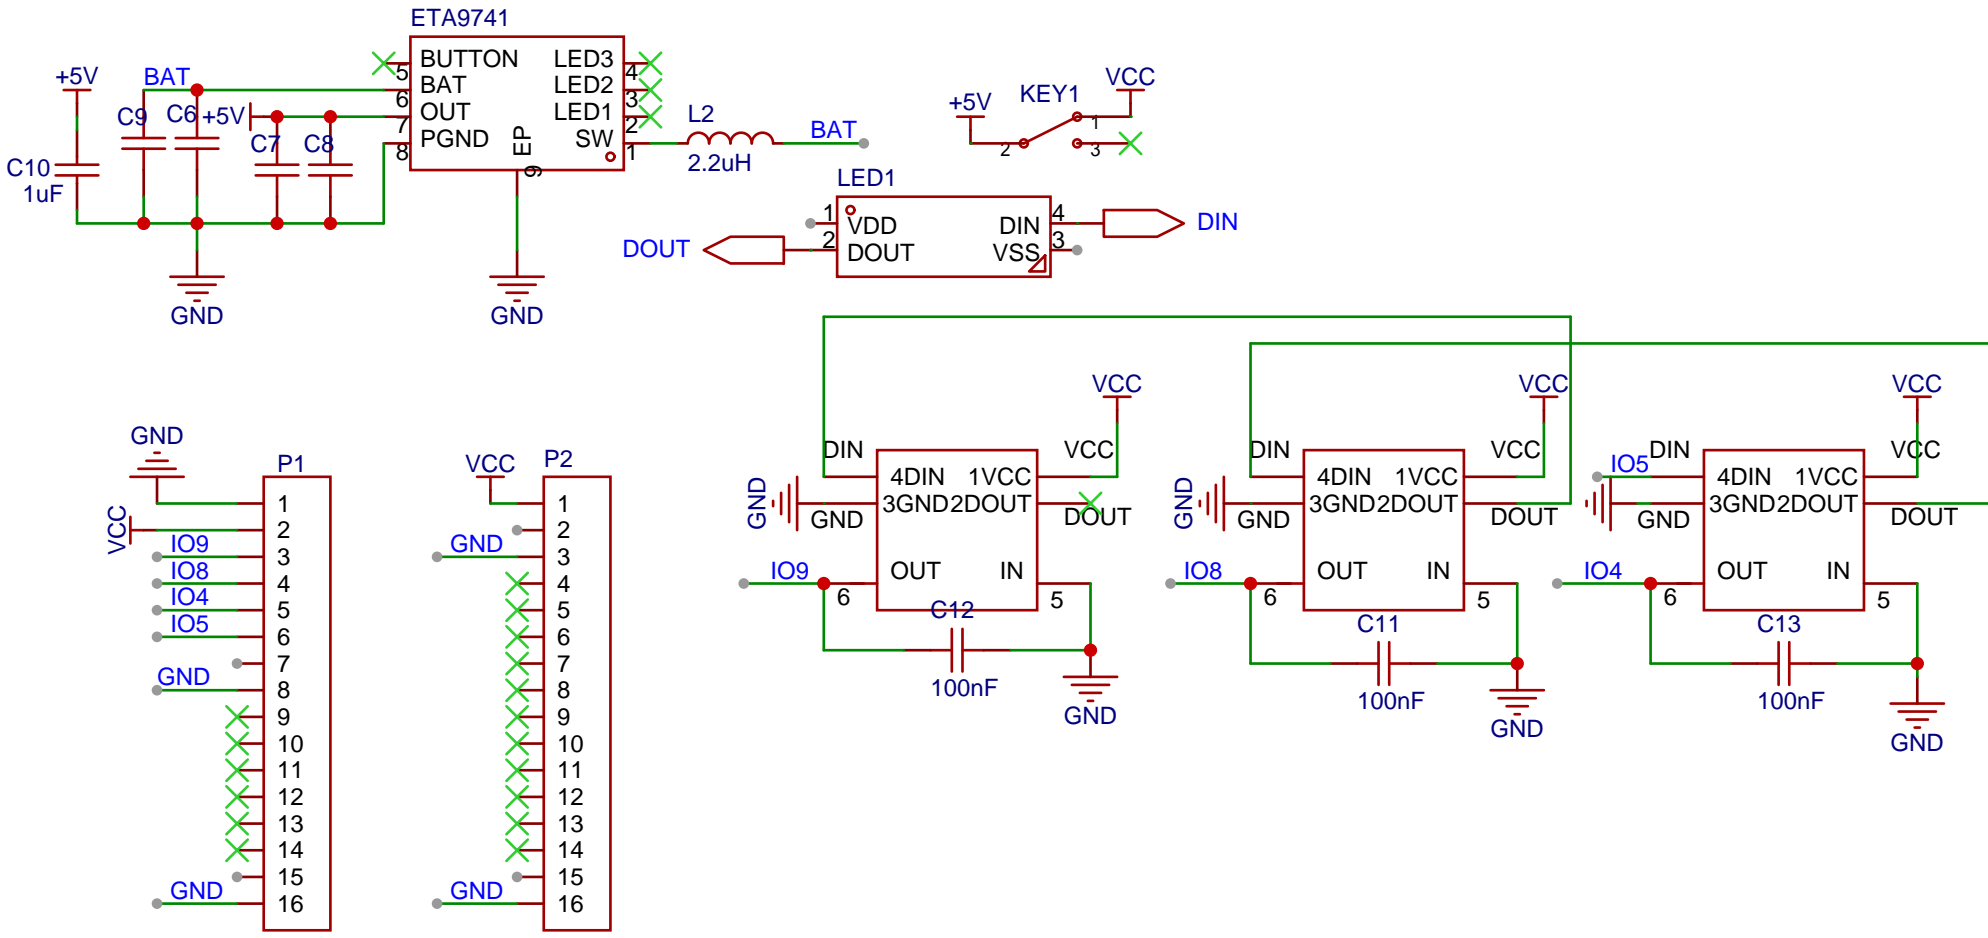 ETA9741
BUTTON
BAT
OUT
PGND
5
6
7
8
LED3
LED2
LED1
SW
4
3
2
1
EP
9
+5V
BAT
C9
C6
+5V
C7
C8
C10
1uF
GND
GND
L2
2.2uH
BAT
+5V
KEY1
VCC
1
2
3
LED1
1
VDD
2
DOUT
DIN
4
VSS
3
DOUT
DIN
GND
P1
VCC
IO9
IO8
IO4
IO5
GND
GND
1
2
3
4
5
6
7
8
9
10
11
12
13
14
15
16
VCC
P2
GND
GND
1
2
3
4
5
6
7
8
9
10
11
12
13
14
15
16
VCC
DIN
VCC
4DIN
1VCC
3GND
2DOUT
GND
GND
DOUT
OUT
IN
IO9
6
5
C12
100nF
GND
VCC
DIN
VCC
4DIN
1VCC
3GND
2DOUT
GND
GND
DOUT
OUT
IN
IO8
6
5
C11
100nF
GND
VCC
IO5
DIN
VCC
4DIN
1VCC
3GND
2DOUT
GND
DOUT
OUT
IN
IO4
6
5
C13
100nF
GND